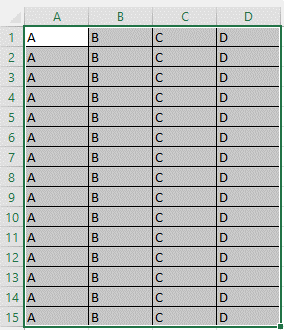 A B C D
1 A B C D
2 A B C D
3 A B C D
4 A B C D
5 A B C D
6 A B C D
7 A B C D
8 A B C D
9 A B C D
10 A B C D
11 A B C D
12 A B C D
13 A B C D
14 A B C D
15 A B C D